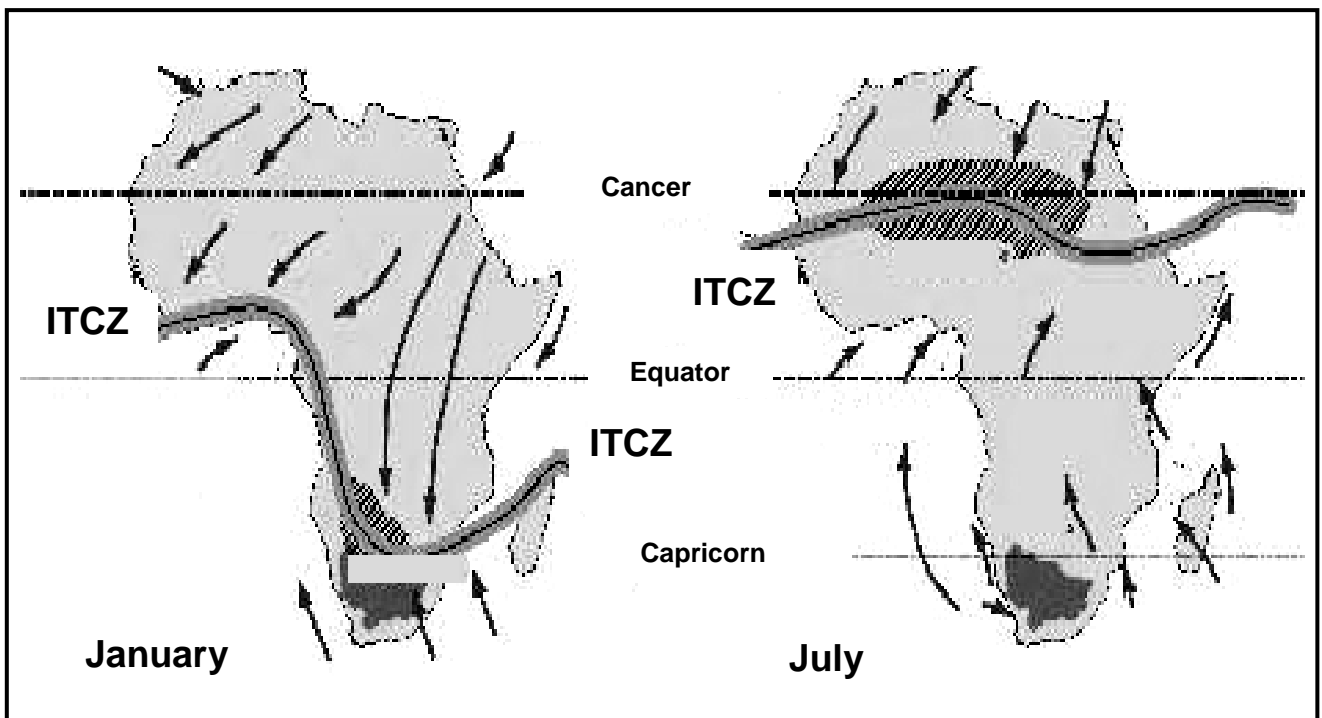 Cancer
ITCZ
ITCZ
Equator
ITCZ
Capricorn
January
July